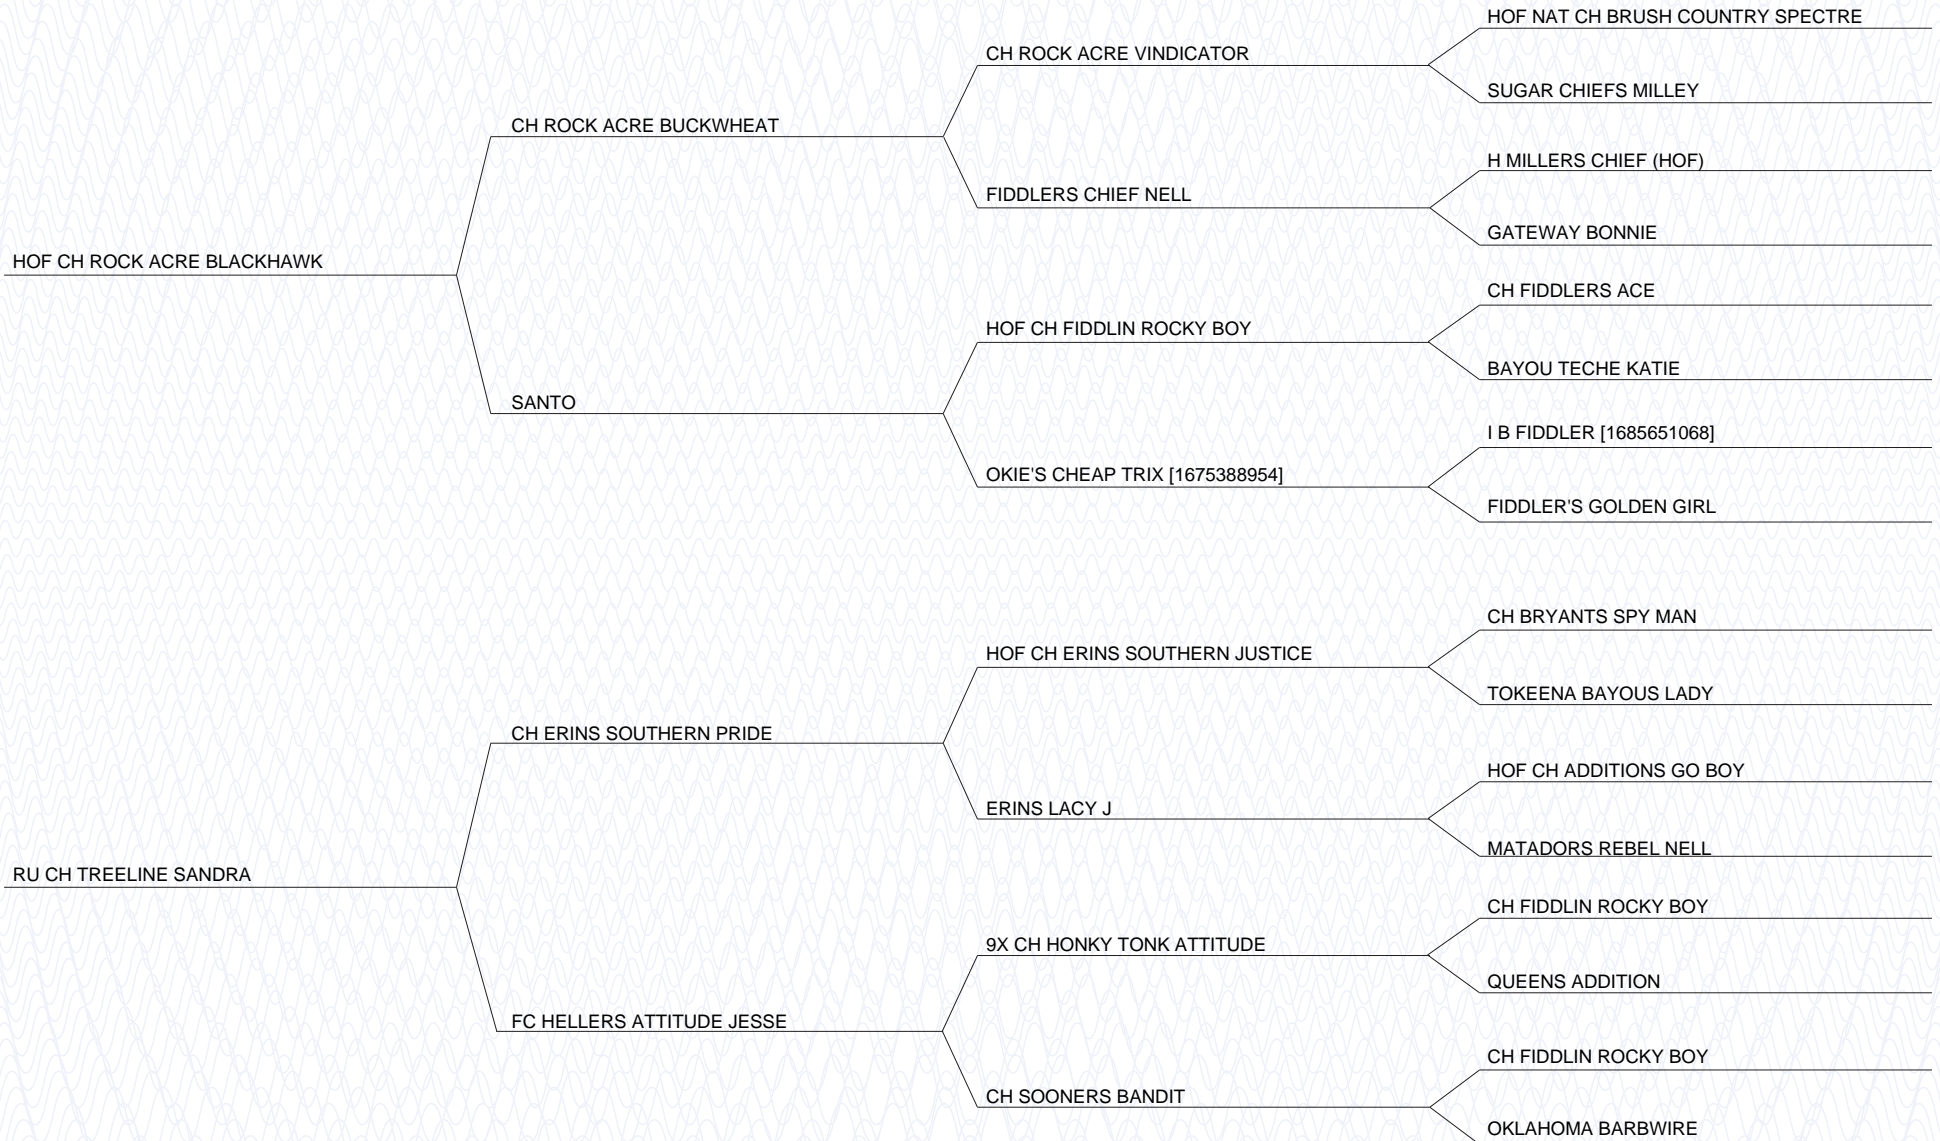 HOF NAT CH BRUSH COUNTRY SPECTRE
CH ROCK ACRE VINDICATOR
SUGAR CHIEFS MILLEY
CH ROCK ACRE BUCKWHEAT
H MILLERS CHIEF (HOF)
FIDDLERS CHIEF NELL
GATEWAY BONNIE
HOF CH ROCK ACRE BLACKHAWK
CH FIDDLERS ACE
HOF CH FIDDLIN ROCKY BOY
BAYOU TECHE KATIE
SANTO
I B FIDDLER [1685651068]
OKIE'S CHEAP TRIX [1675388954]
FIDDLER'S GOLDEN GIRL
CH BRYANTS SPY MAN
HOF CH ERINS SOUTHERN JUSTICE
TOKEENA BAYOUS LADY
CH ERINS SOUTHERN PRIDE
HOF CH ADDITIONS GO BOY
ERINS LACY J
MATADORS REBEL NELL
RU CH TREELINE SANDRA
CH FIDDLIN ROCKY BOY
9X CH HONKY TONK ATTITUDE
QUEENS ADDITION
FC HELLERS ATTITUDE JESSE
CH FIDDLIN ROCKY BOY
CH SOONERS BANDIT
OKLAHOMA BARBWIRE